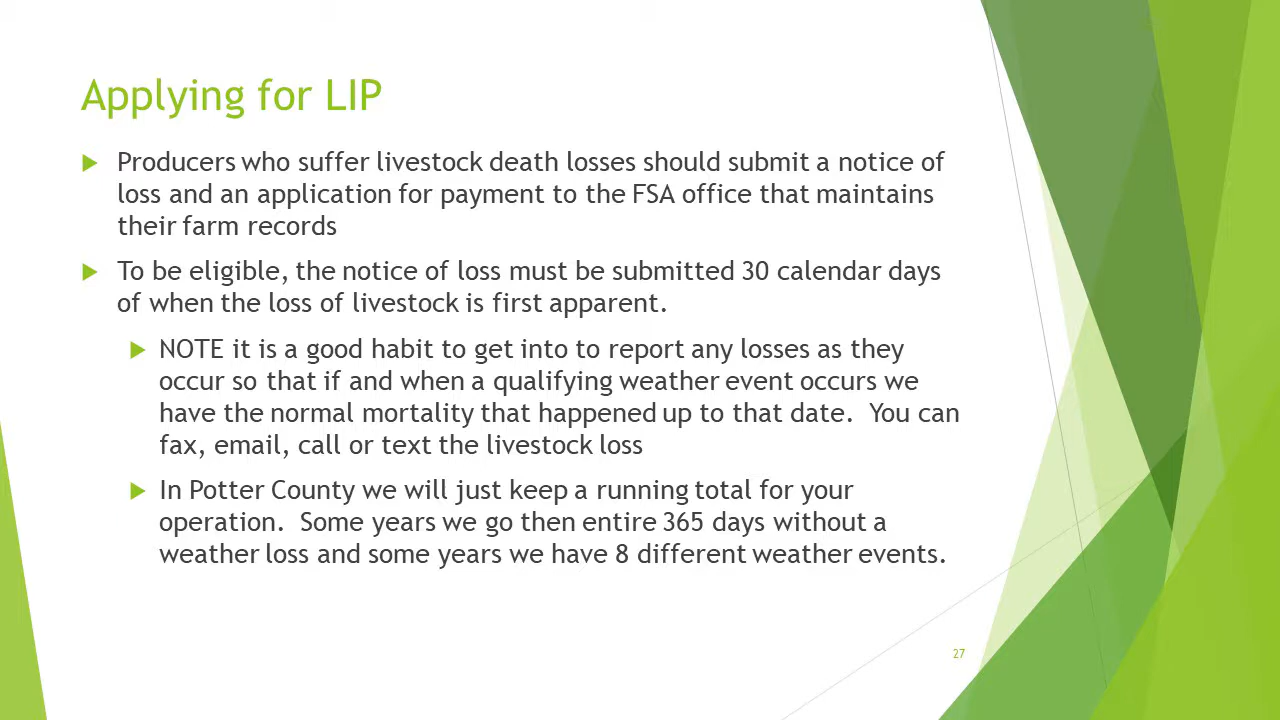 Applying for LIP
Producers who suffer livestock death losses should submit a notice of
loss and an application for payment to the FSA office that maintains
their farm records
To be eligible, the notice of loss must be submitted 30 calendar days
of when the loss of livestock is first apparent.
NOTE it is a good habit to get into to report any losses as they
occur so that if and when a qualifying weather event occurs we
have the normal mortality that happened up to that date.  You can
fax, email, call or text the livestock loss
In Potter County we will just keep a running total for your
operation.  Some years we go then entire 365 days without a
weather loss and some years we have 8 different weather events.
27